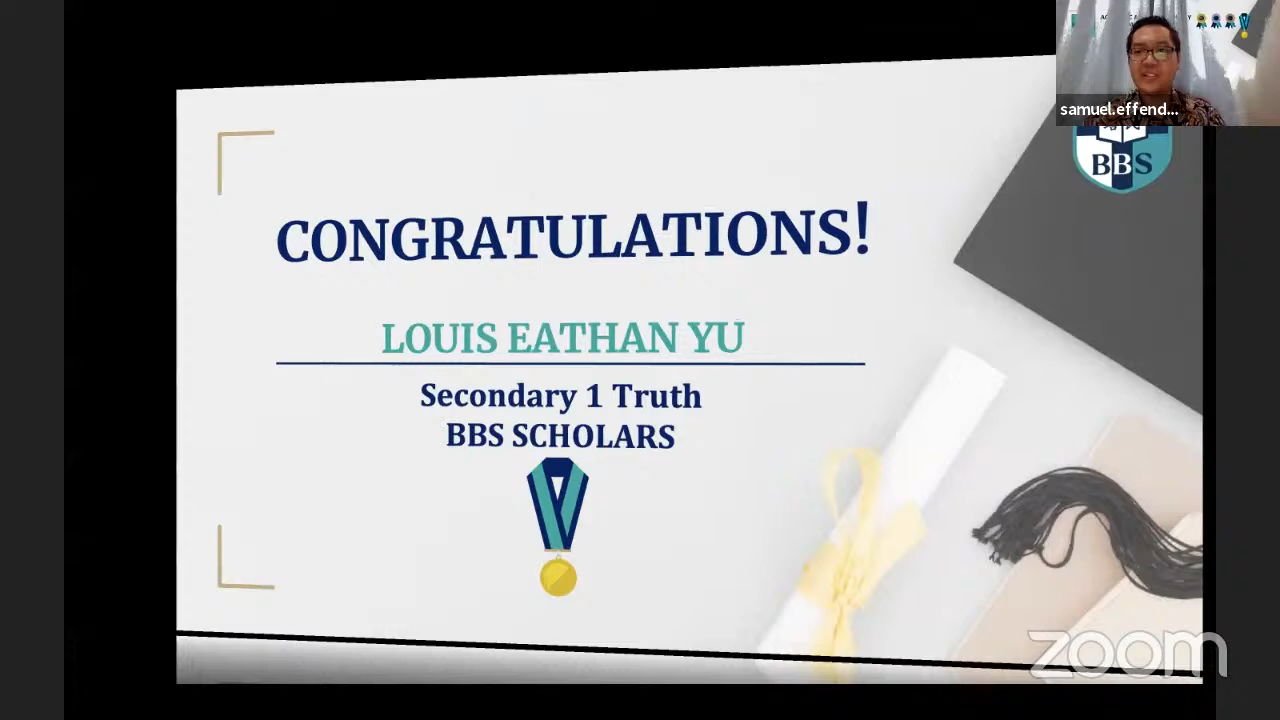 samuel.effend...
BBS
CONGRATULATIONS!
LOUIS EATHAN YU
Secondary 1 Truth
BBS SCHOLARS
zoom